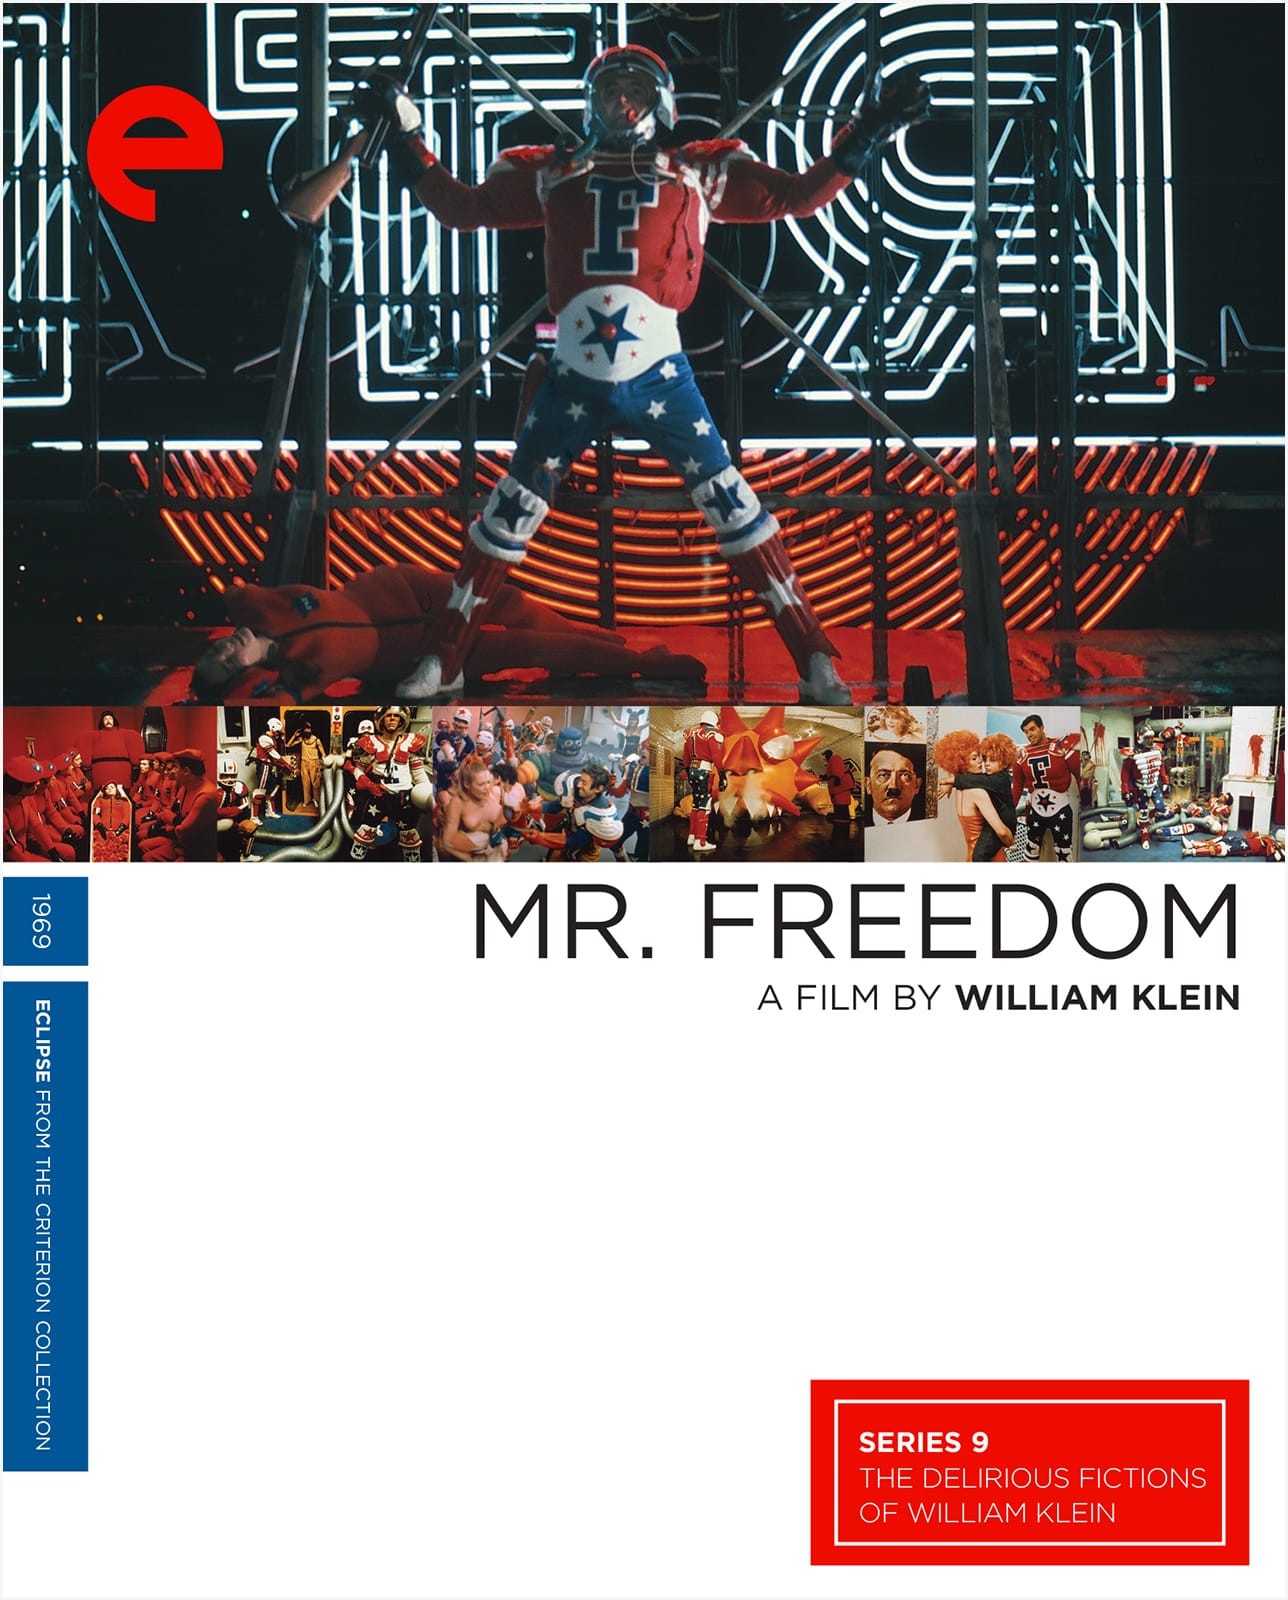 e
F
F
MR. FREEDOM
A FILM BY WILLIAM KLEIN
1969
ECLIPSE FROM THE CRITERION COLLECTION
SERIES 9
THE DELIRIOUS FICTIONS
OF WILLIAM KLEIN